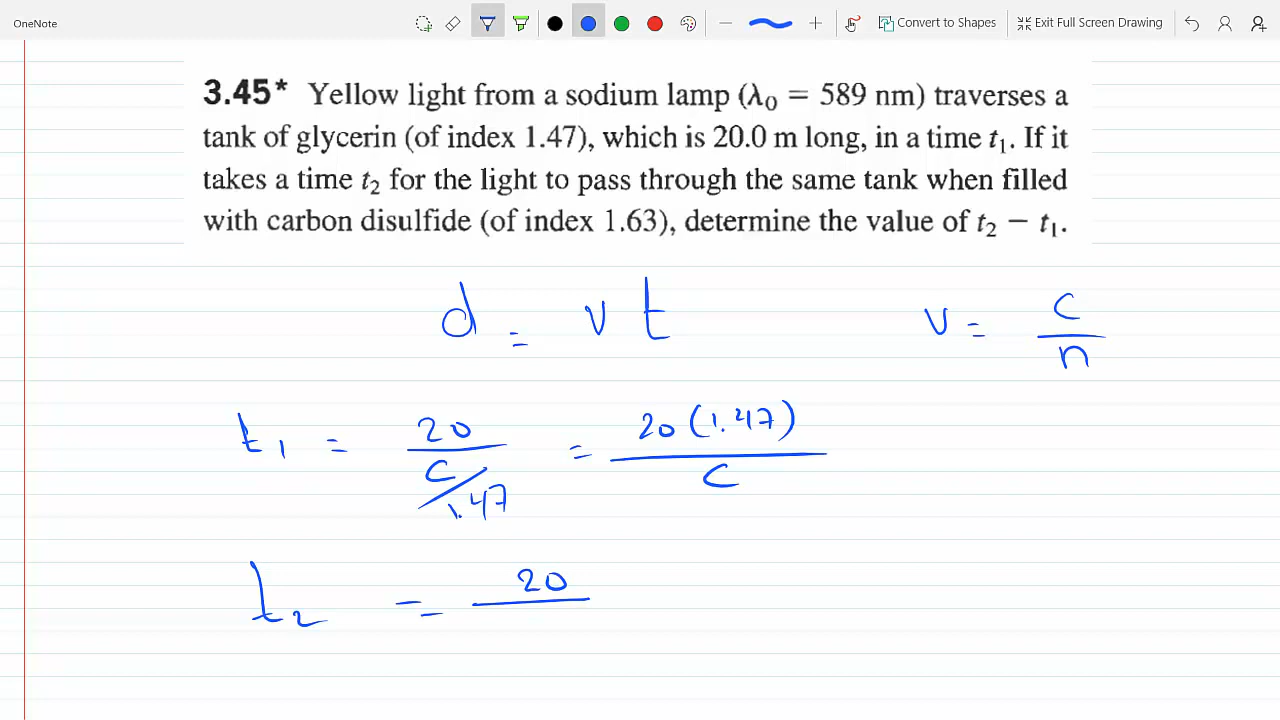 OneNote
Convert to Shapes
Exit Full Screen Drawing
3.45* Yellow light from a sodium lamp (λ₀ = 589 nm) traverses a
tank of glycerin (of index 1.47), which is 20.0 m long, in a time t₁. If it
takes a time t₂ for the light to pass through the same tank when filled
with carbon disulfide (of index 1.63), determine the value of t₂ − t₁.
d = v t
v = c/n
t₁ = 20/(c/1.47) = 20(1.47)/c
t₂ = 20